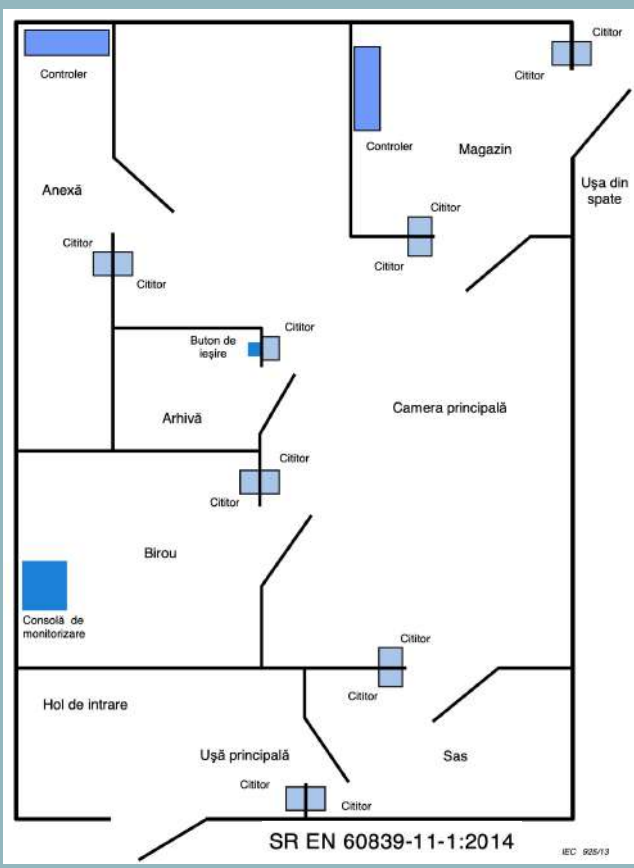 Cititor
Cititor
Controler
Controler
Magazin
Ușa din
spate
Anexă
Cititor
Cititor
Cititor
Cititor
Cititor
Buton de
ieșire
Camera principală
Arhivă
Cititor
Cititor
Birou
Consolă de
monitorizare
Cititor
Cititor
Hol de intrare
Ușă principală
Sas
Cititor
Cititor
SR EN 60839-11-1:2014
IEC 925/13